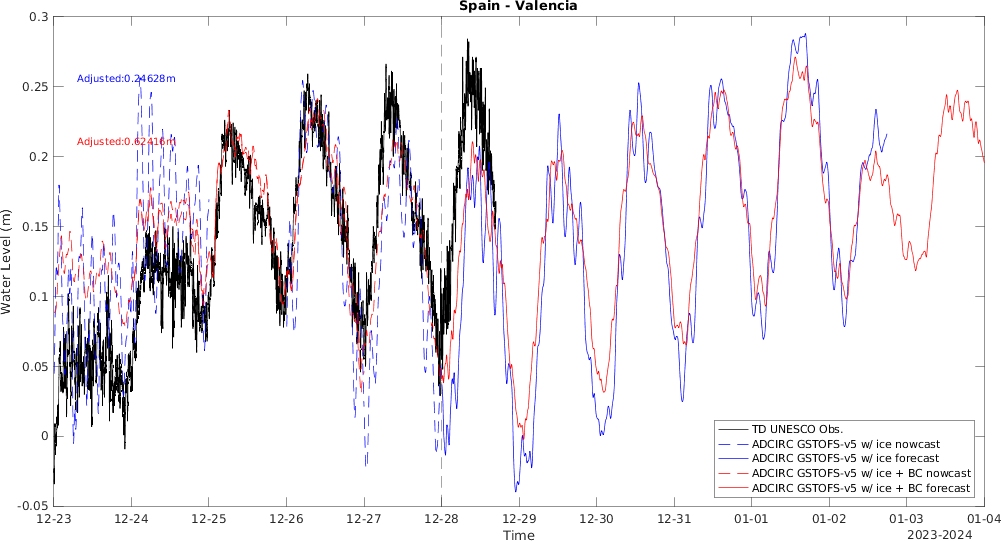 Spain - Valencia
0.3
0.25
0.2
0.15
0.1
0.05
0
-0.05
Water Level (m)
Adjusted:0.24628m
Adjusted:0.62416m
TD UNESCO Obs.
ADCIRC GSTOFS-v5 w/ ice nowcast
ADCIRC GSTOFS-v5 w/ ice forecast
ADCIRC GSTOFS-v5 w/ ice + BC nowcast
ADCIRC GSTOFS-v5 w/ ice + BC forecast
12-23 12-24 12-25 12-26 12-27 12-28 12-29 12-30 12-31 01-01 01-02 01-03 01-04
Time
2023-2024